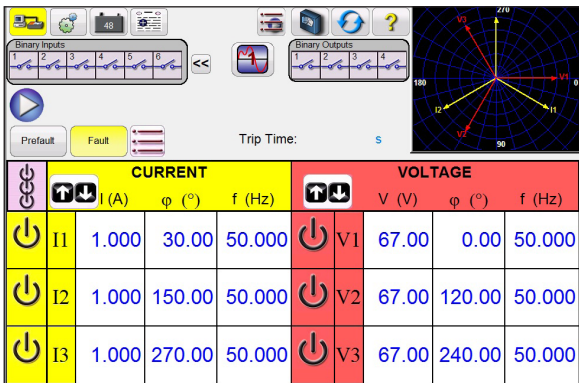 48
?
Binary Inputs
1 2 3 4 5 6
<<
Binary Outputs
1 2 3 4
270
V3
180
V1
0
I2
I1
V2
90
Prefault
Fault
Trip Time:
s
CURRENT
VOLTAGE
I (A) φ (°) f (Hz)
V (V) φ (°) f (Hz)
I1 1.000 30.00 50.000 V1 67.00 0.00 50.000
I2 1.000 150.00 50.000 V2 67.00 120.00 50.000
I3 1.000 270.00 50.000 V3 67.00 240.00 50.000